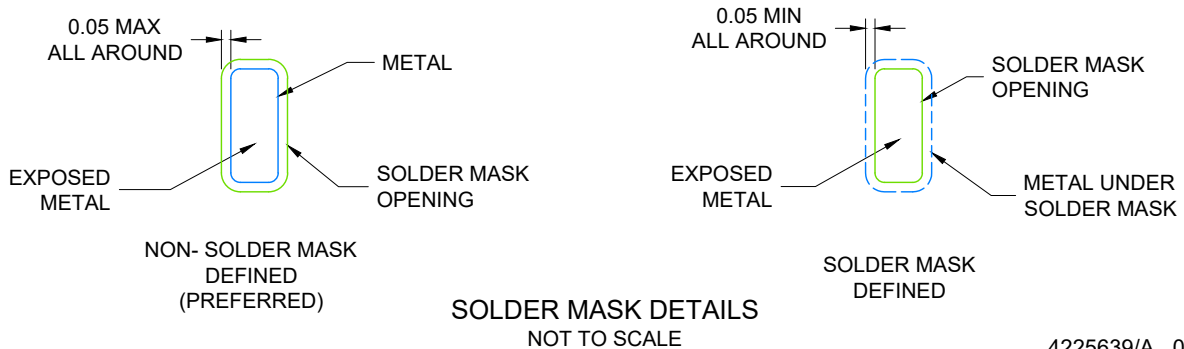 0.05 MAX
ALL AROUND
METAL
EXPOSED
METAL
SOLDER MASK
OPENING
NON- SOLDER MASK
DEFINED
(PREFERRED)
0.05 MIN
ALL AROUND
SOLDER MASK
OPENING
EXPOSED
METAL
METAL UNDER
SOLDER MASK
SOLDER MASK
DEFINED
SOLDER MASK DETAILS
NOT TO SCALE
4225639/A 0